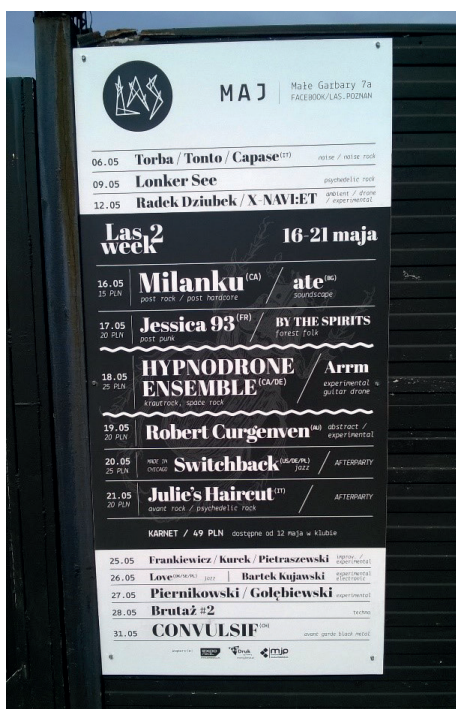 LAS
MAJ
Małe Garbary 7a
FACEBOOK/LAS.POZNAN
06.05 Torba / Tonto / Capase (IT) noise / noise rock
09.05 Lonker See psychedelic rock
12.05 Radek Dziubek / X-NAVI:ET ambient / drone / experimental
Las 2 week 16-21 maja
16.05 Milanku (CA) / ate (BG)
15 PLN post rock / post hardcore soundscape
17.05 Jessica 93 (FR) / BY THE SPIRITS
20 PLN post punk forest folk
18.05 HYPNODRONE / Arrm
25 PLN ENSEMBLE (CA/DE) experimental guitar drone
krautrock, space rock
19.05 Robert Curgenven (AU) abstract /
20 PLN experimental
20.05 MADE IN CHICAGO Switchback (US/DE/PL) / AFTERPARTY
25 PLN jazz
21.05 Julie's Haircut (IT) / AFTERPARTY
20 PLN avant rock / psychedelic rock
KARNET / 49 PLN dostępne od 12 maja w klubie
25.05 Frankiewicz / Kurek / Pietraszewski improv. / experimental
26.05 Love jazz | Bartek Kujawski experimental electronic
27.05 Piernikowski / Gołębiewski experimental
28.05 Brutaż #2 techno
31.05 CONVULSIF (CH) avant garde black metal
Druk
mjp